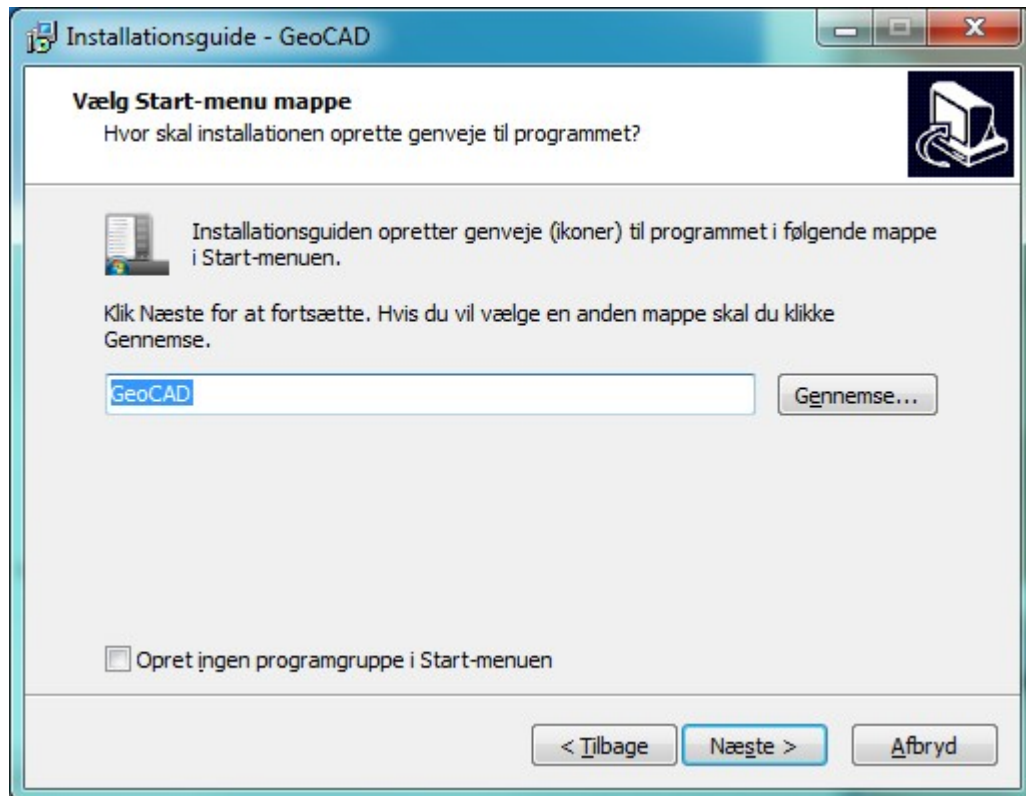 Installationsguide - GeoCAD
Vælg Start-menu mappe
Hvor skal installationen oprette genveje til programmet?
Installationsguiden opretter genveje (ikoner) til programmet i følgende mappe
i Start-menuen.
Klik Næste for at fortsætte. Hvis du vil vælge en anden mappe skal du klikke
Gennemse.
GeoCAD
Gennemse...
Opret ingen programgruppe i Start-menuen
< Tilbage
Næste >
Afbryd